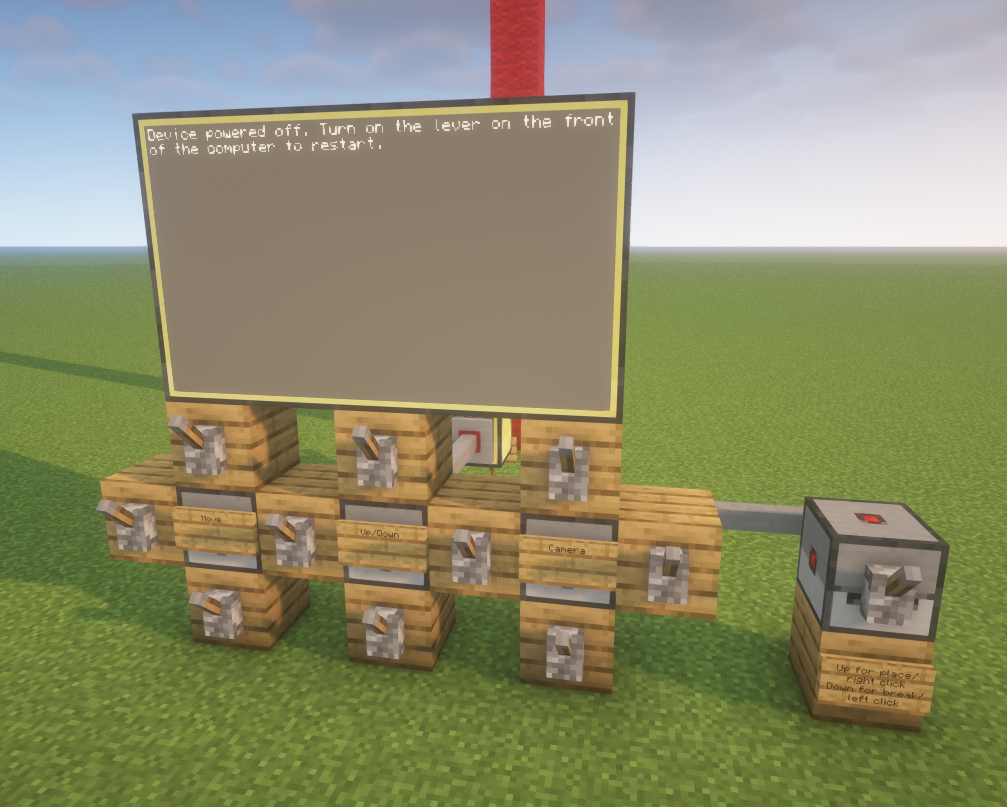 Device powered off. Turn on the lever on the front
of the computer to restart.
Move
Up/Down
Camera
Up for place/
right click
Down for break/
left click